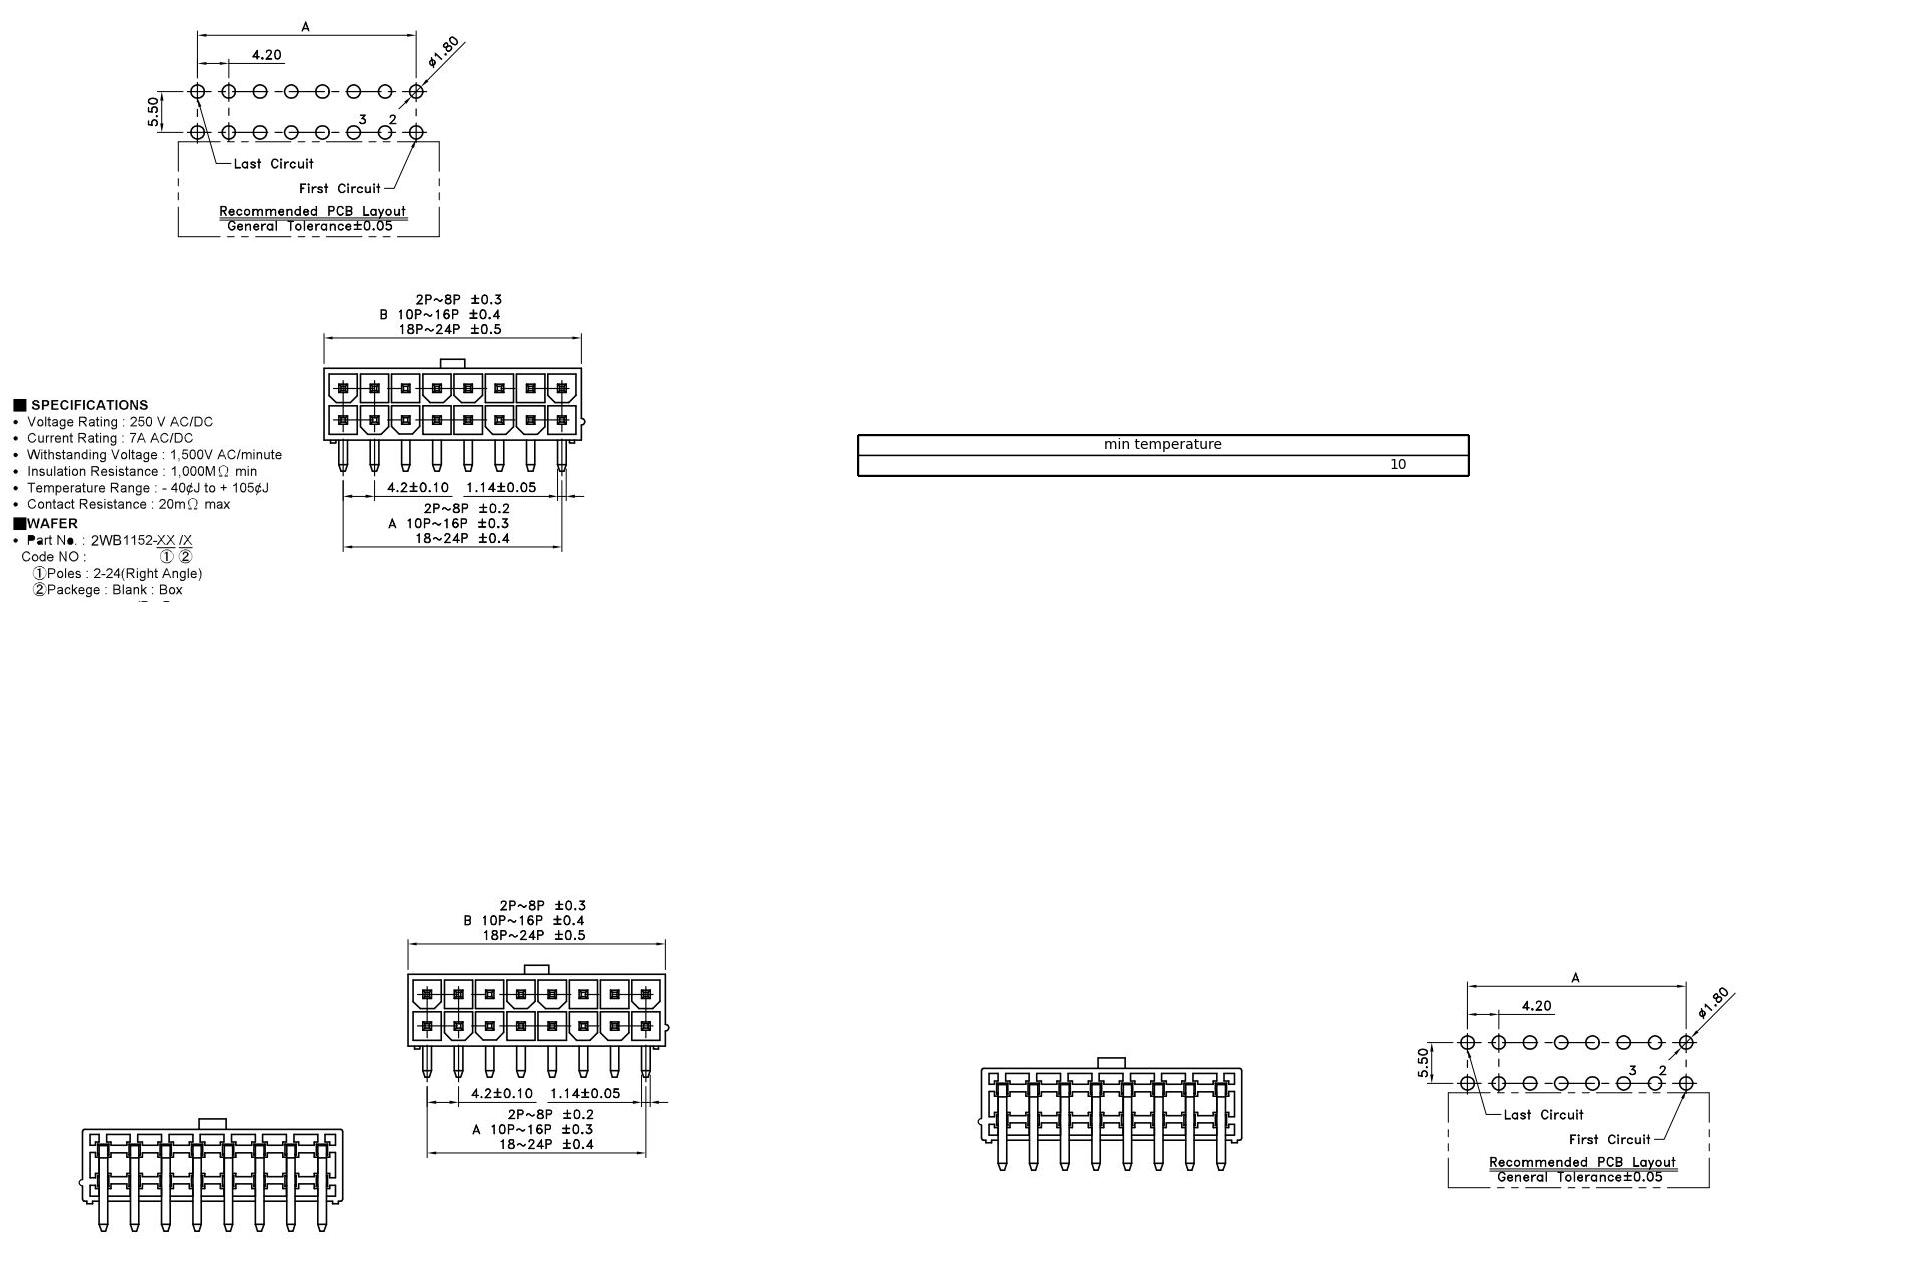 A
4.20
ø1.80
5.50
3 2
Last Circuit
First Circuit
Recommended PCB Layout
General Tolerance±0.05
2P~8P ±0.3
B 10P~16P ±0.4
18P~24P ±0.5
4.2±0.10 1.14±0.05
2P~8P ±0.2
A 10P~16P ±0.3
18~24P ±0.4
■ SPECIFICATIONS
• Voltage Rating : 250 V AC/DC
• Current Rating : 7A AC/DC
• Withstanding Voltage : 1,500V AC/minute
• Insulation Resistance : 1,000MΩ min
• Temperature Range : - 40¢J to + 105¢J
• Contact Resistance : 20mΩ max
■WAFER
• Part No. : 2WB1152-XX /X
Code NO : ① ②
①Poles : 2-24(Right Angle)
②Packege : Blank : Box
min temperature
10
2P~8P ±0.3
B 10P~16P ±0.4
18P~24P ±0.5
4.2±0.10 1.14±0.05
2P~8P ±0.2
A 10P~16P ±0.3
18~24P ±0.4
A
4.20
ø1.80
5.50
3 2
Last Circuit
First Circuit
Recommended PCB Layout
General Tolerance±0.05